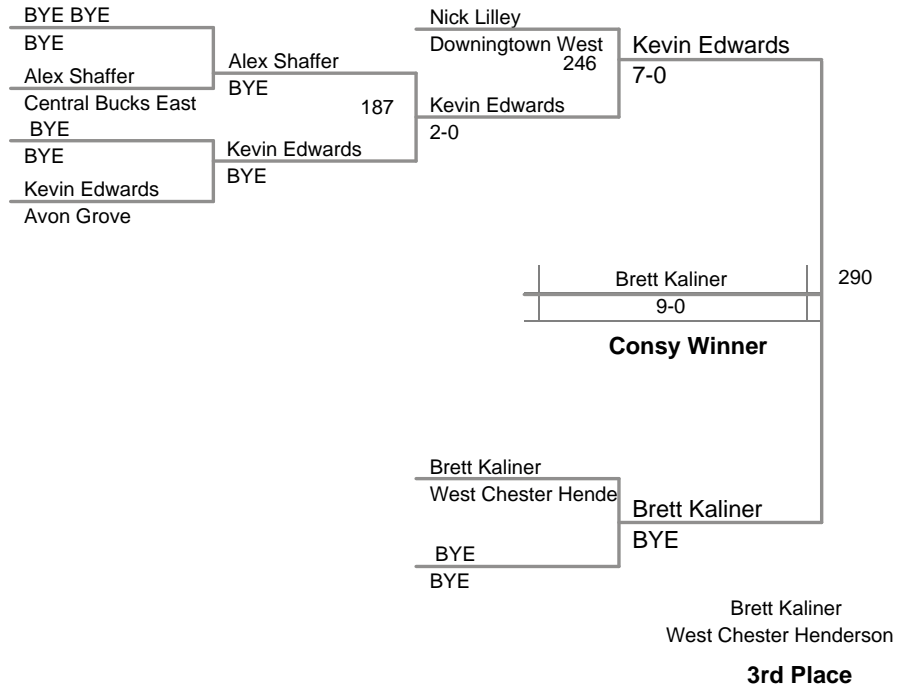 BYE BYE
BYE
Alex Shaffer
Central Bucks East
BYE
BYE
Kevin Edwards
Avon Grove
Alex Shaffer
BYE
187
Kevin Edwards
BYE
Nick Lilley
Downingtown West
246
Kevin Edwards
2-0
Kevin Edwards
7-0
Brett Kaliner
9-0
290
Consy Winner
Brett Kaliner
West Chester Hende
BYE
BYE
Brett Kaliner
BYE
Brett Kaliner
West Chester Henderson
3rd Place